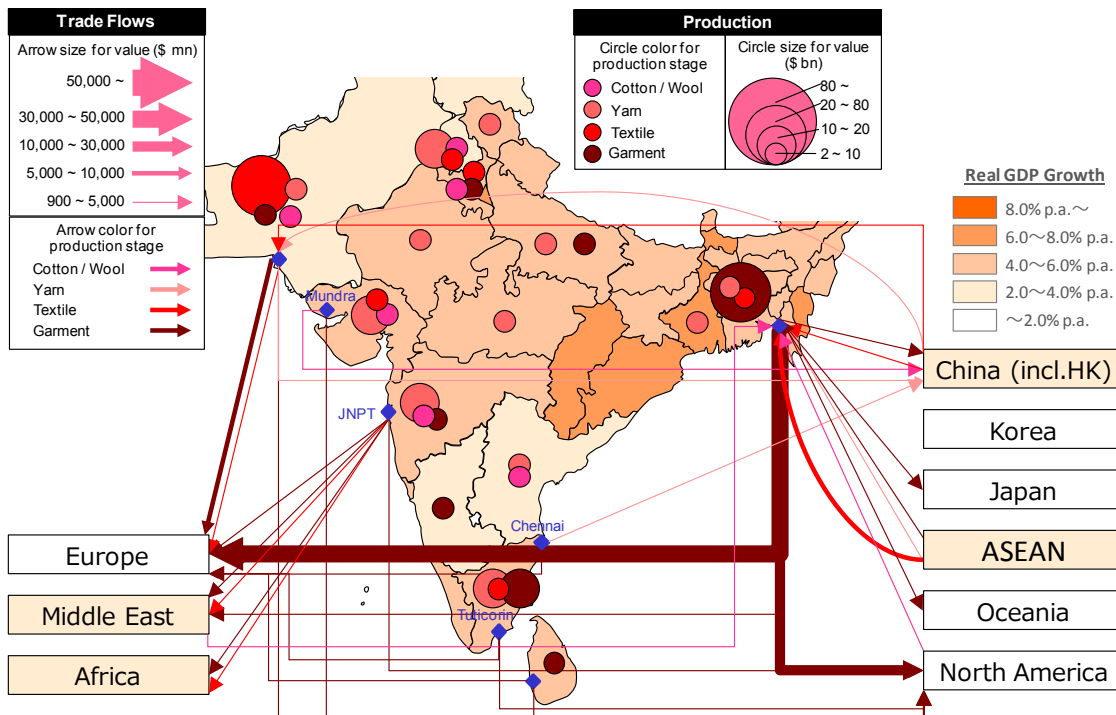 Trade Flows
Arrow size for value ($ mn)
50,000 ~
30,000 ~ 50,000
10,000 ~ 30,000
5,000 ~ 10,000
900 ~ 5,000
Arrow color for
production stage
Cotton / Wool
Yarn
Textile
Garment
Production
Circle color for
production stage
Cotton / Wool
Yarn
Textile
Garment
Circle size for value
($ bn)
80 ~
20 ~ 80
10 ~ 20
2 ~ 10
Real GDP Growth
8.0% p.a.～
6.0～8.0% p.a.
4.0～6.0% p.a.
2.0～4.0% p.a.
～2.0% p.a.
Mundra
JNPT
Chennai
Tuticorin
Europe
Middle East
Africa
China (incl.HK)
Korea
Japan
ASEAN
Oceania
North America